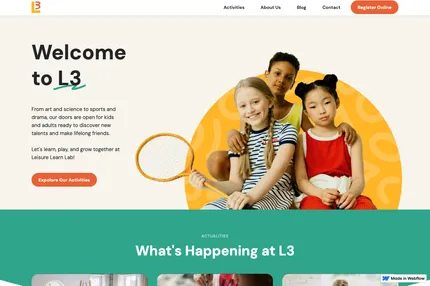 L3
Activities
About Us
Blog
Contact
Register Online
Welcome
to L3
From art and science to sports and
drama, our doors are open for kids
and adults ready to discover new
talents and make lifelong friends.
Let's learn, play, and grow together at
Leisure Learn Lab!
Expolore Our Activities
ACTUALITIES
What's Happening at L3
Made in Webflow